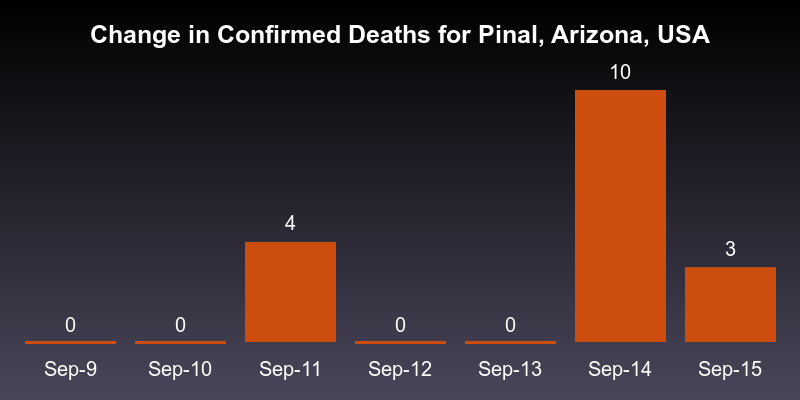 Change in Confirmed Deaths for Pinal, Arizona, USA
10
4
3
0 0 0 0
Sep-9 Sep-10 Sep-11 Sep-12 Sep-13 Sep-14 Sep-15